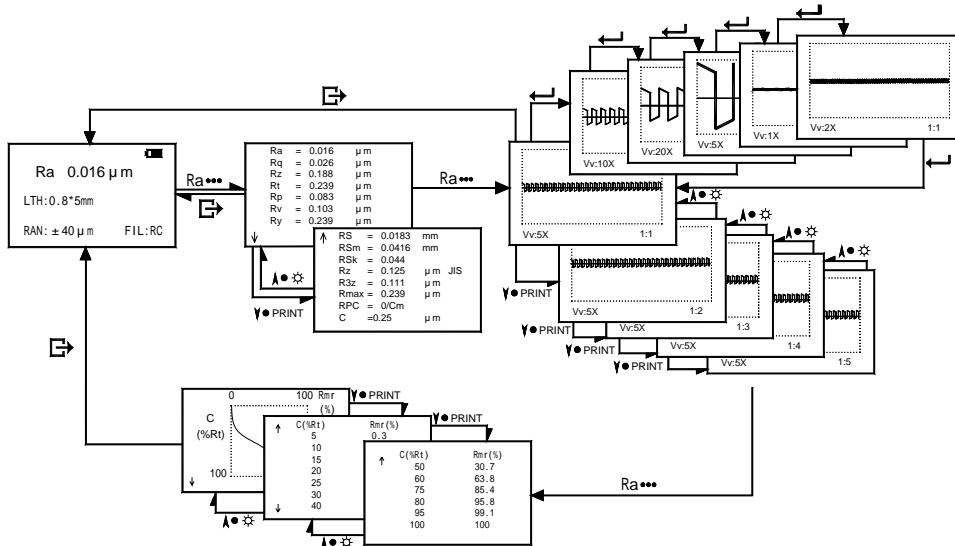 Ra 0.016 µm
LTH:0.8*5mm
RAN: ±40µm FIL:RC
Ra•••
Ra = 0.016 µm
Rq = 0.026 µm
Rz = 0.188 µm
Rt = 0.239 µm
Rp = 0.083 µm
Rv = 0.103 µm
Ry = 0.239 µm
RS = 0.0183 mm
RSm = 0.0416 mm
RSk = 0.044
Rz = 0.125 µm JIS
R3z = 0.111 µm
Rmax = 0.239 µm
RPC = 0/Cm
C =0.25 µm
PRINT
Ra•••
Vv:10X
Vv:20X
Vv:5X
Vv:1X
Vv:2X 1:1
Vv:5X 1:1
Vv:5X 1:2
Vv:5X 1:3
Vv:5X 1:4
Vv:5X 1:5
PRINT
PRINT
PRINT
PRINT
Ra•••
0 100 Rmr
(%)
C
(%Rt)
100
PRINT
C(%Rt) Rmr(%)
5 0.3
10
15
20
25
30
40
PRINT
C(%Rt) Rmr(%)
50 30.7
60 63.8
75 85.4
80 95.8
95 99.1
100 100